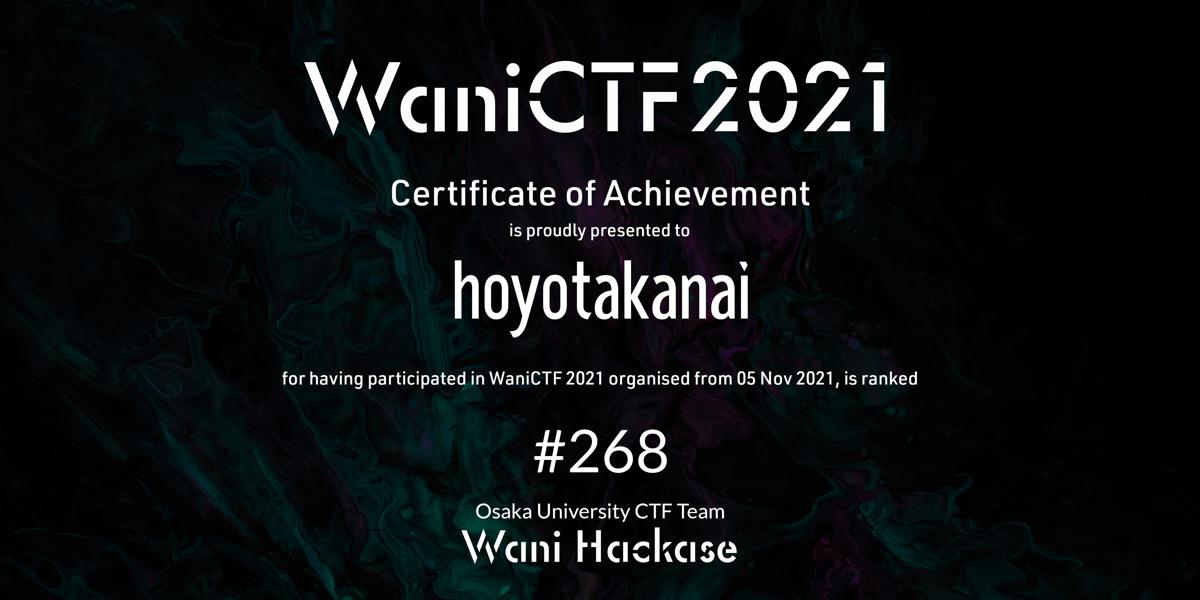 WaniCTF2021
Certificate of Achievement
is proudly presented to
hoyotakanai
for having participated in WaniCTF 2021 organised from 05 Nov 2021, is ranked
#268
Osaka University CTF Team
Wani Hackase